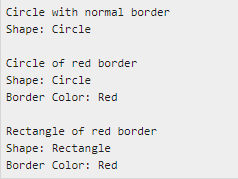 Circle with normal border
Shape: Circle

Circle of red border
Shape: Circle
Border Color: Red

Rectangle of red border
Shape: Rectangle
Border Color: Red